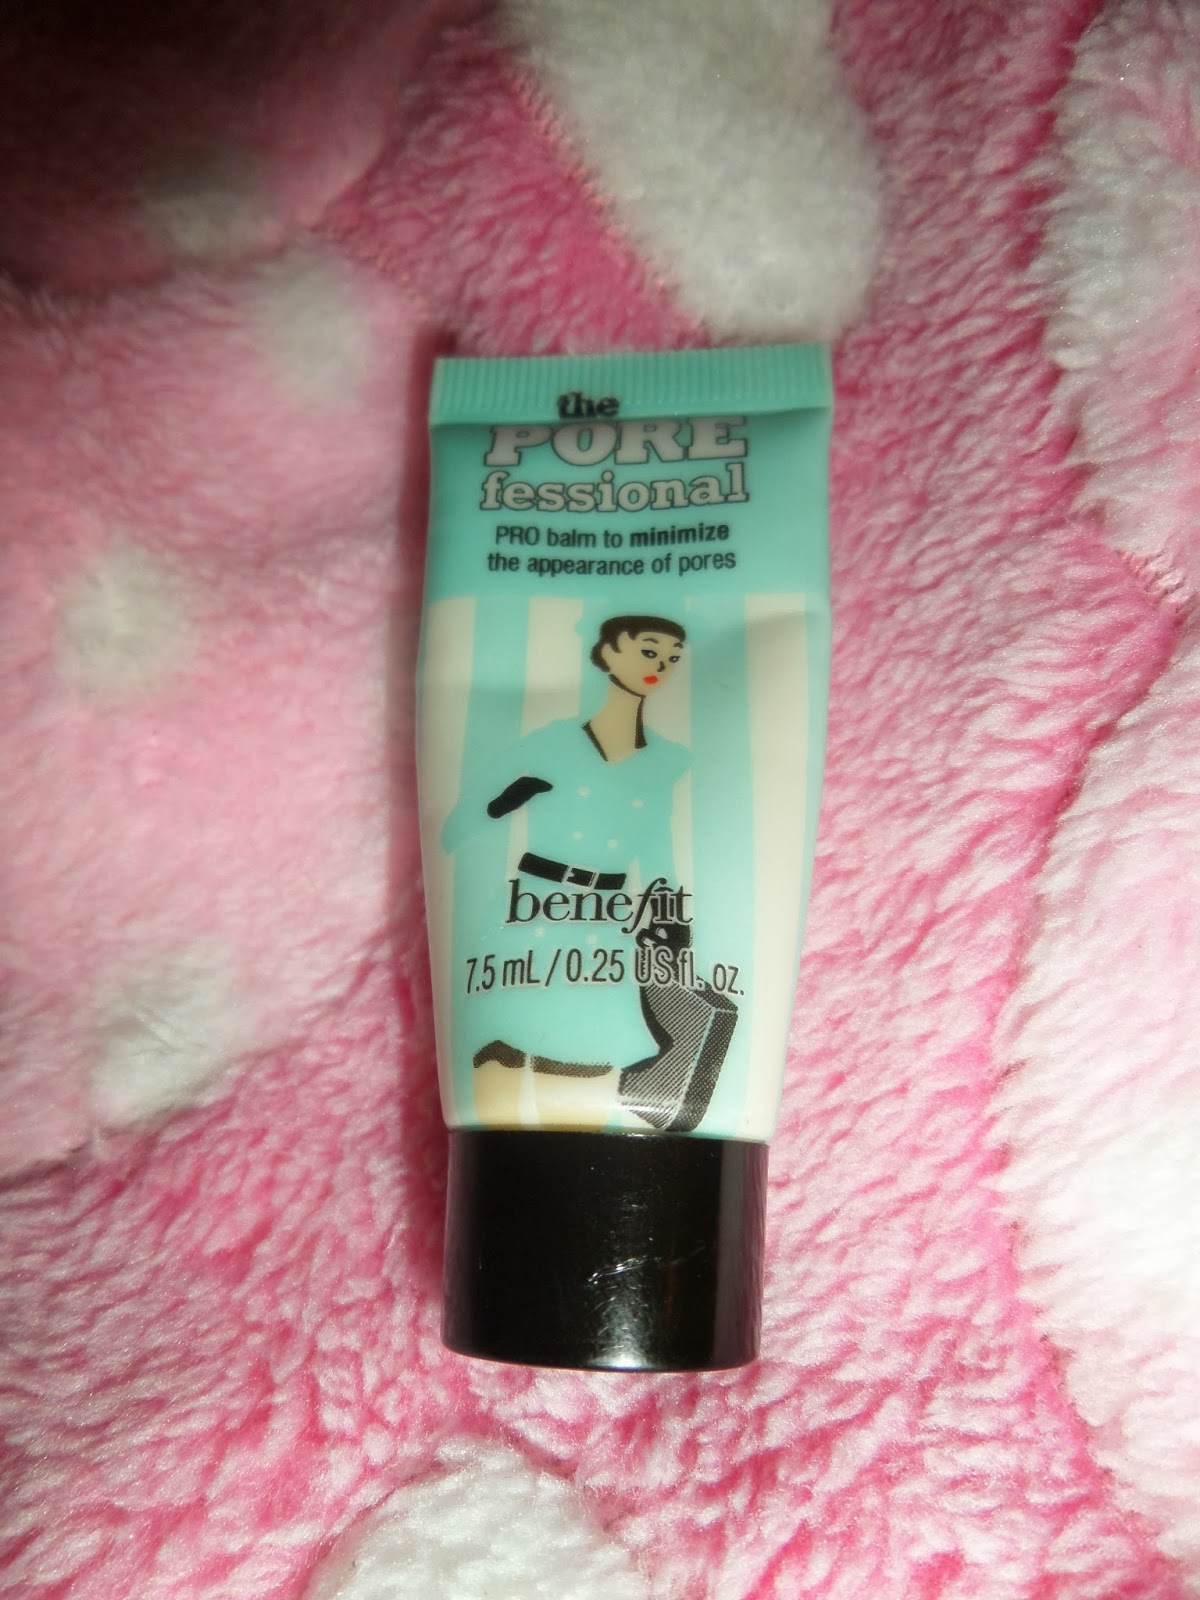 the
PORE
fessional
PRO balm to minimize
the appearance of pores
benefit
7.5 mL / 0.25 US fl. oz.